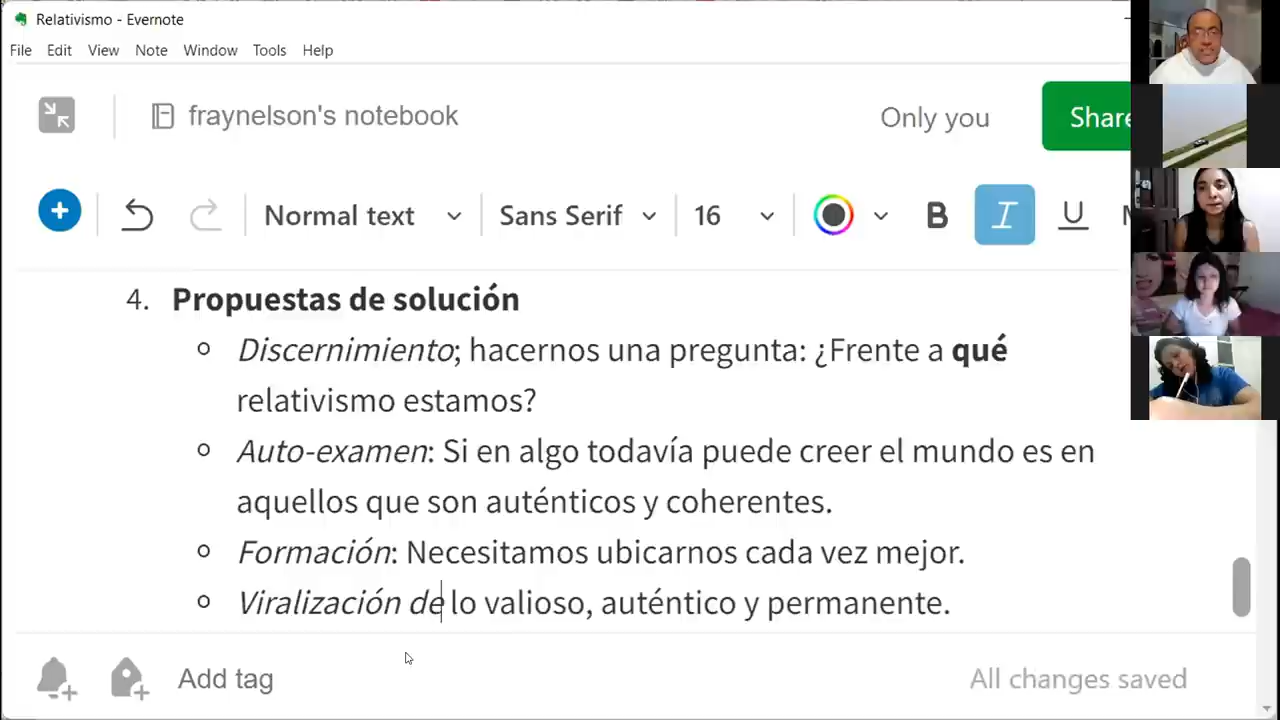 Relativismo - Evernote
File Edit View Note Window Tools Help
fraynelson's notebook
Only you
Share
Normal text
Sans Serif
16
B
I
U
4. Propuestas de solución
Discernimiento; hacernos una pregunta: ¿Frente a qué
relativismo estamos?
Auto-examen: Si en algo todavía puede creer el mundo es en
aquellos que son auténticos y coherentes.
Formación: Necesitamos ubicarnos cada vez mejor.
Viralización de lo valioso, auténtico y permanente.
Add tag
All changes saved